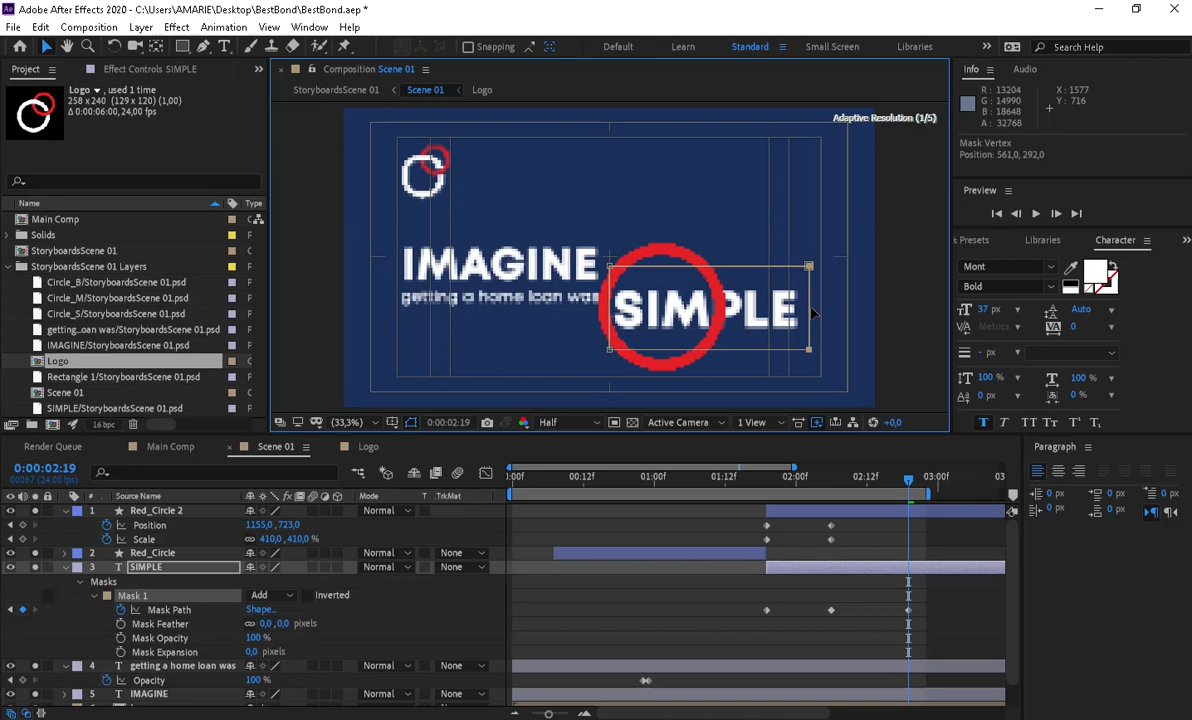 Adobe After Effects 2020 - C:\Users\AMARIE\Desktop\BestBond\BestBond.aep *
File Edit Composition Layer Effect Animation View Window Help
Snapping Default Learn Standard Small Screen Libraries Search Help
Project Effect Controls SIMPLE Composition Scene 01 Info Audio
Logo , used 1 time
258 x 240 (129 x 120) (1,00)
Δ 0:00:06:00, 24,00 fps
StoryboardsScene 01 Scene 01 Logo
Adaptive Resolution (1/5)
R : 13204 X : 1577
G : 14990 Y : 716
B : 18648
A : 32768
Mask Vertex
Position: 561,0, 292,0
Preview
Name Type
Main Comp
Solids
StoryboardsScene 01
StoryboardsScene 01 Layers
Circle_B/StoryboardsScene 01.psd
Circle_M/StoryboardsScene 01.psd
Circle_S/StoryboardsScene 01.psd
getting...oan was/StoryboardsScene 01.psd
IMAGINE/StoryboardsScene 01.psd
Logo
Rectangle 1/StoryboardsScene 01.psd
Scene 01
SIMPLE/StoryboardsScene 01.psd
16 bpc
IMAGINE
getting a home loan was
SIMPLE
Presets Libraries Character
Mont
Bold
37 px Auto
Metrics 0
- px
100 % 100 %
0 px 0 %
T T TT Tт T¹ T₁
(33,3%) 0:00:02:19 Half Active Camera 1 View +0,0
Render Queue Main Comp Scene 01 Logo
0:00:02:19
00067 (24.00 fps)
:00f 00:12f 01:00f 01:12f 02:00f 02:12f 03:00f 03
# Source Name Mode T TrkMat
1 Red_Circle 2 Normal
Position 1155,0,723,0
Scale 410,0,410,0%
2 Red_Circle Normal None
3 T SIMPLE Normal None
Masks
Mask 1 Add Inverted
Mask Path Shape...
Mask Feather 0,0,0,0 pixels
Mask Opacity 100 %
Mask Expansion 0,0 pixels
4 T getting a home loan was Normal None
Opacity 100 %
5 T IMAGINE Normal None
Paragraph
0 px 0 px 0 px
0 px 0 px